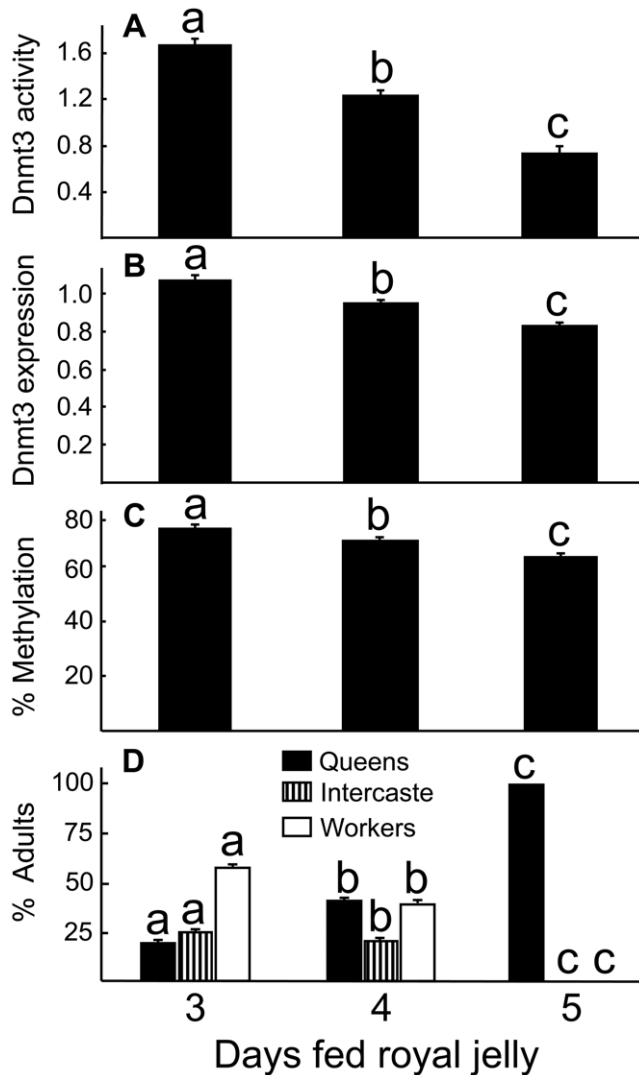 A
a
b
c
Dnmt3 activity
1.6
1.2
0.8
0.4
B
a
b
c
Dnmt3 expression
1.0
0.8
0.6
0.4
0.2
C
a
b
c
% Methylation
80
60
40
20
D
Queens
Intercaste
Workers
% Adults
100
75
50
25
a a a
b b b
c c c
3 4 5
Days fed royal jelly